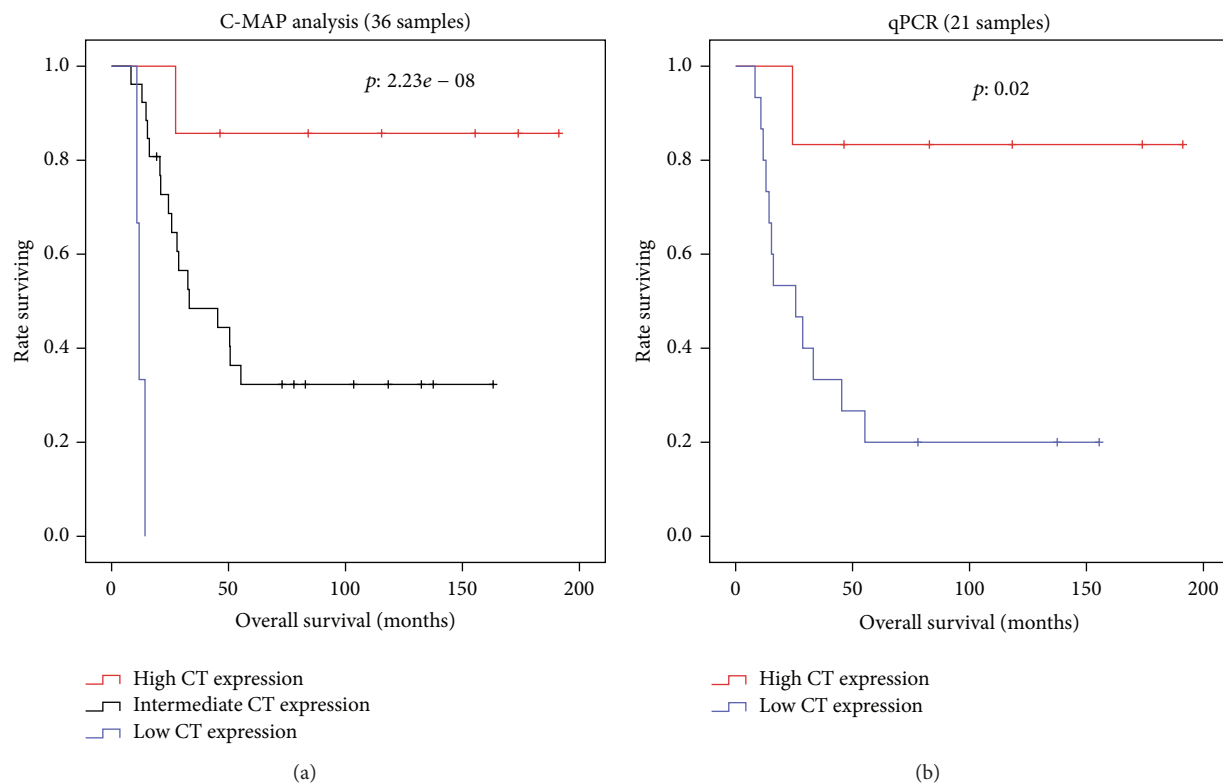 C-MAP analysis (36 samples)
p: 2.23e − 08
Rate surviving
1.0
0.8
0.6
0.4
0.2
0.0
0 50 100 150 200
Overall survival (months)
High CT expression
Intermediate CT expression
Low CT expression
(a)
qPCR (21 samples)
p: 0.02
Rate surviving
1.0
0.8
0.6
0.4
0.2
0.0
0 50 100 150 200
Overall survival (months)
High CT expression
Low CT expression
(b)